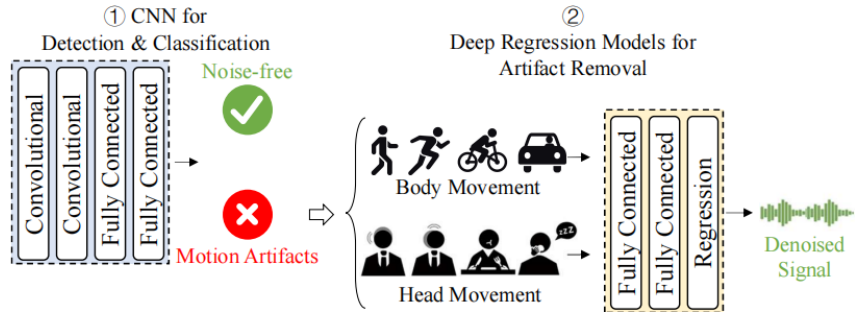 ① CNN for
Detection & Classification
Convolutional
Convolutional
Fully Connected
Fully Connected
Noise-free
Motion Artifacts
② 
Deep Regression Models for
Artifact Removal
Body Movement
zzZ
Head Movement
Fully Connected
Fully Connected
Regression
Denoised
Signal